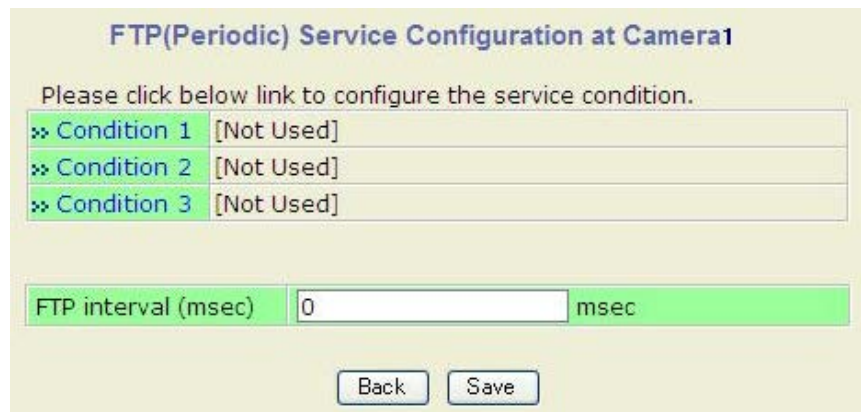 FTP(Periodic) Service Configuration at Camera1
Please click below link to configure the service condition.
» Condition 1 [Not Used]
» Condition 2 [Not Used]
» Condition 3 [Not Used]
FTP interval (msec) 0 msec
Back Save